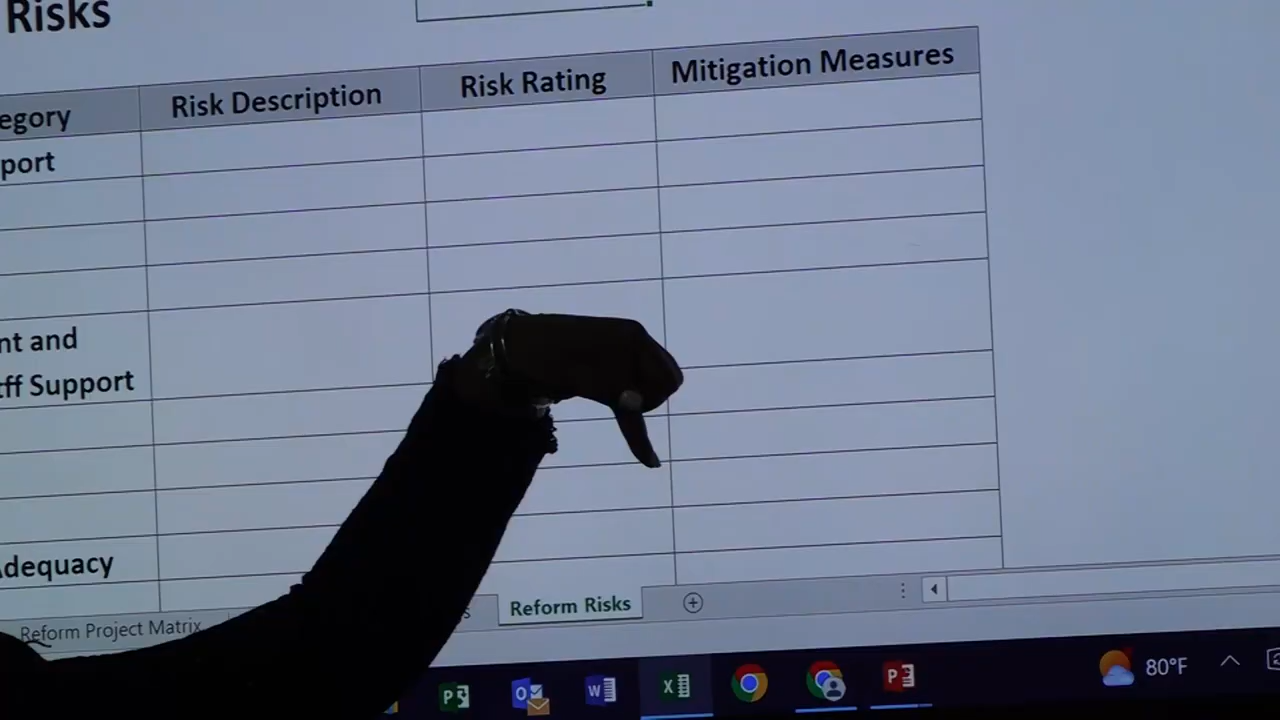 Risks
egory Risk Description Risk Rating Mitigation Measures
port
nt and
ff Support
Adequacy
Reform Project Matrix
Reform Risks
80°F